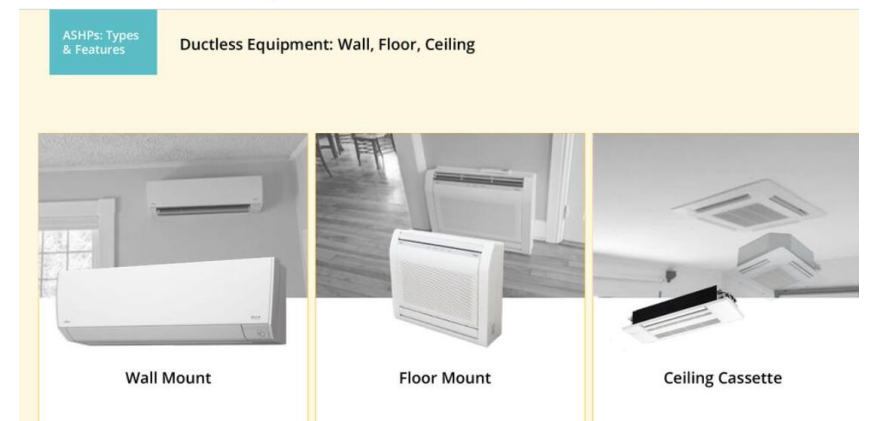 ASHPs: Types
& Features
Ductless Equipment: Wall, Floor, Ceiling
Wall Mount
Floor Mount
Ceiling Cassette